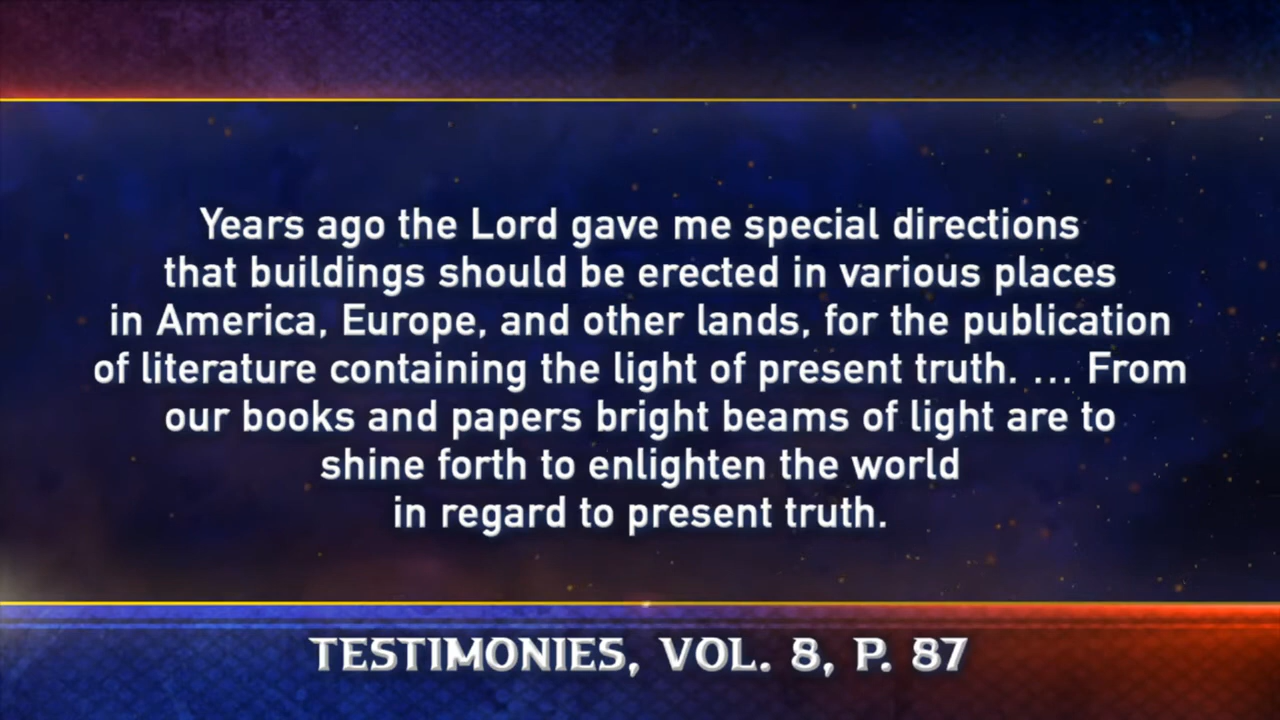 Years ago the Lord gave me special directions
that buildings should be erected in various places
in America, Europe, and other lands, for the publication
of literature containing the light of present truth. ... From
our books and papers bright beams of light are to
shine forth to enlighten the world
in regard to present truth.
TESTIMONIES, VOL. 8, P. 87